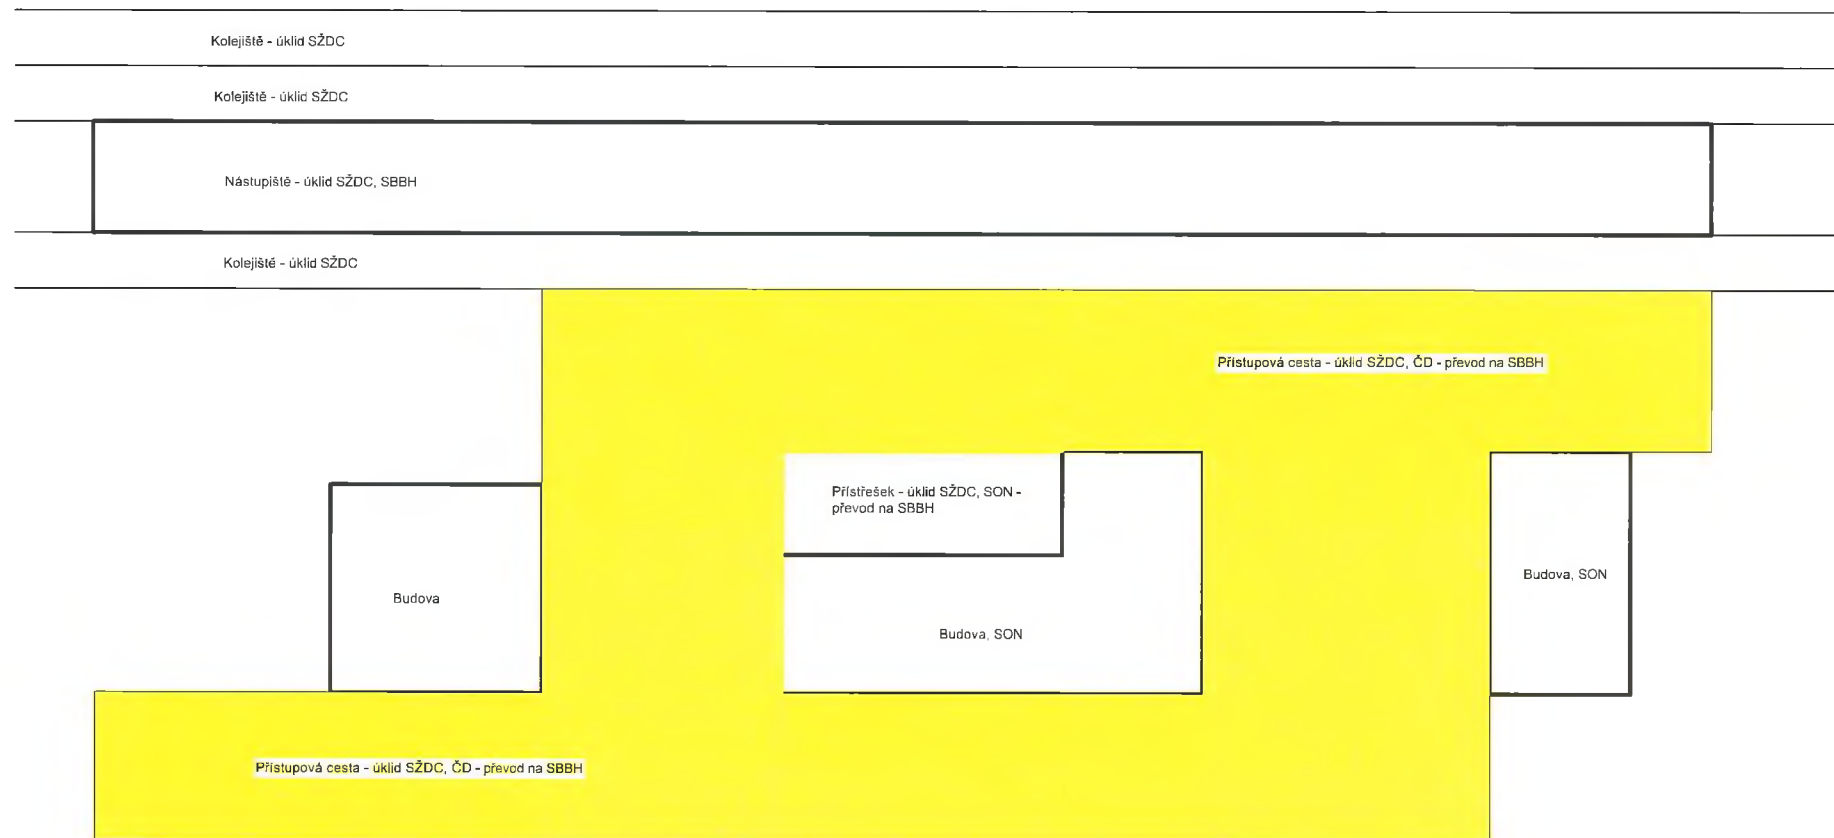 Kolejiště - úklid SŽDC
Kolejiště - úklid SŽDC
Nástupiště - úklid SŽDC, SBBH
Kolejiště - úklid SŽDC
Přístupová cesta - úklid SŽDC, ČD - převod na SBBH
Přístřešek - úklid SŽDC, SON -
převod na SBBH
Budova, SON
Budova
Budova, SON
Přístupová cesta - úklid SŽDC, ČD - převod na SBBH